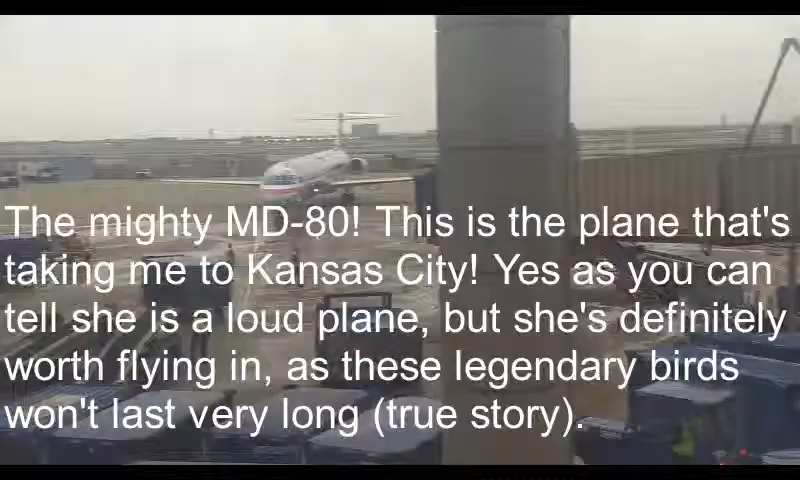 The mighty MD-80! This is the plane that's
taking me to Kansas City! Yes as you can
tell she is a loud plane, but she's definitely
worth flying in, as these legendary birds
won't last very long (true story).